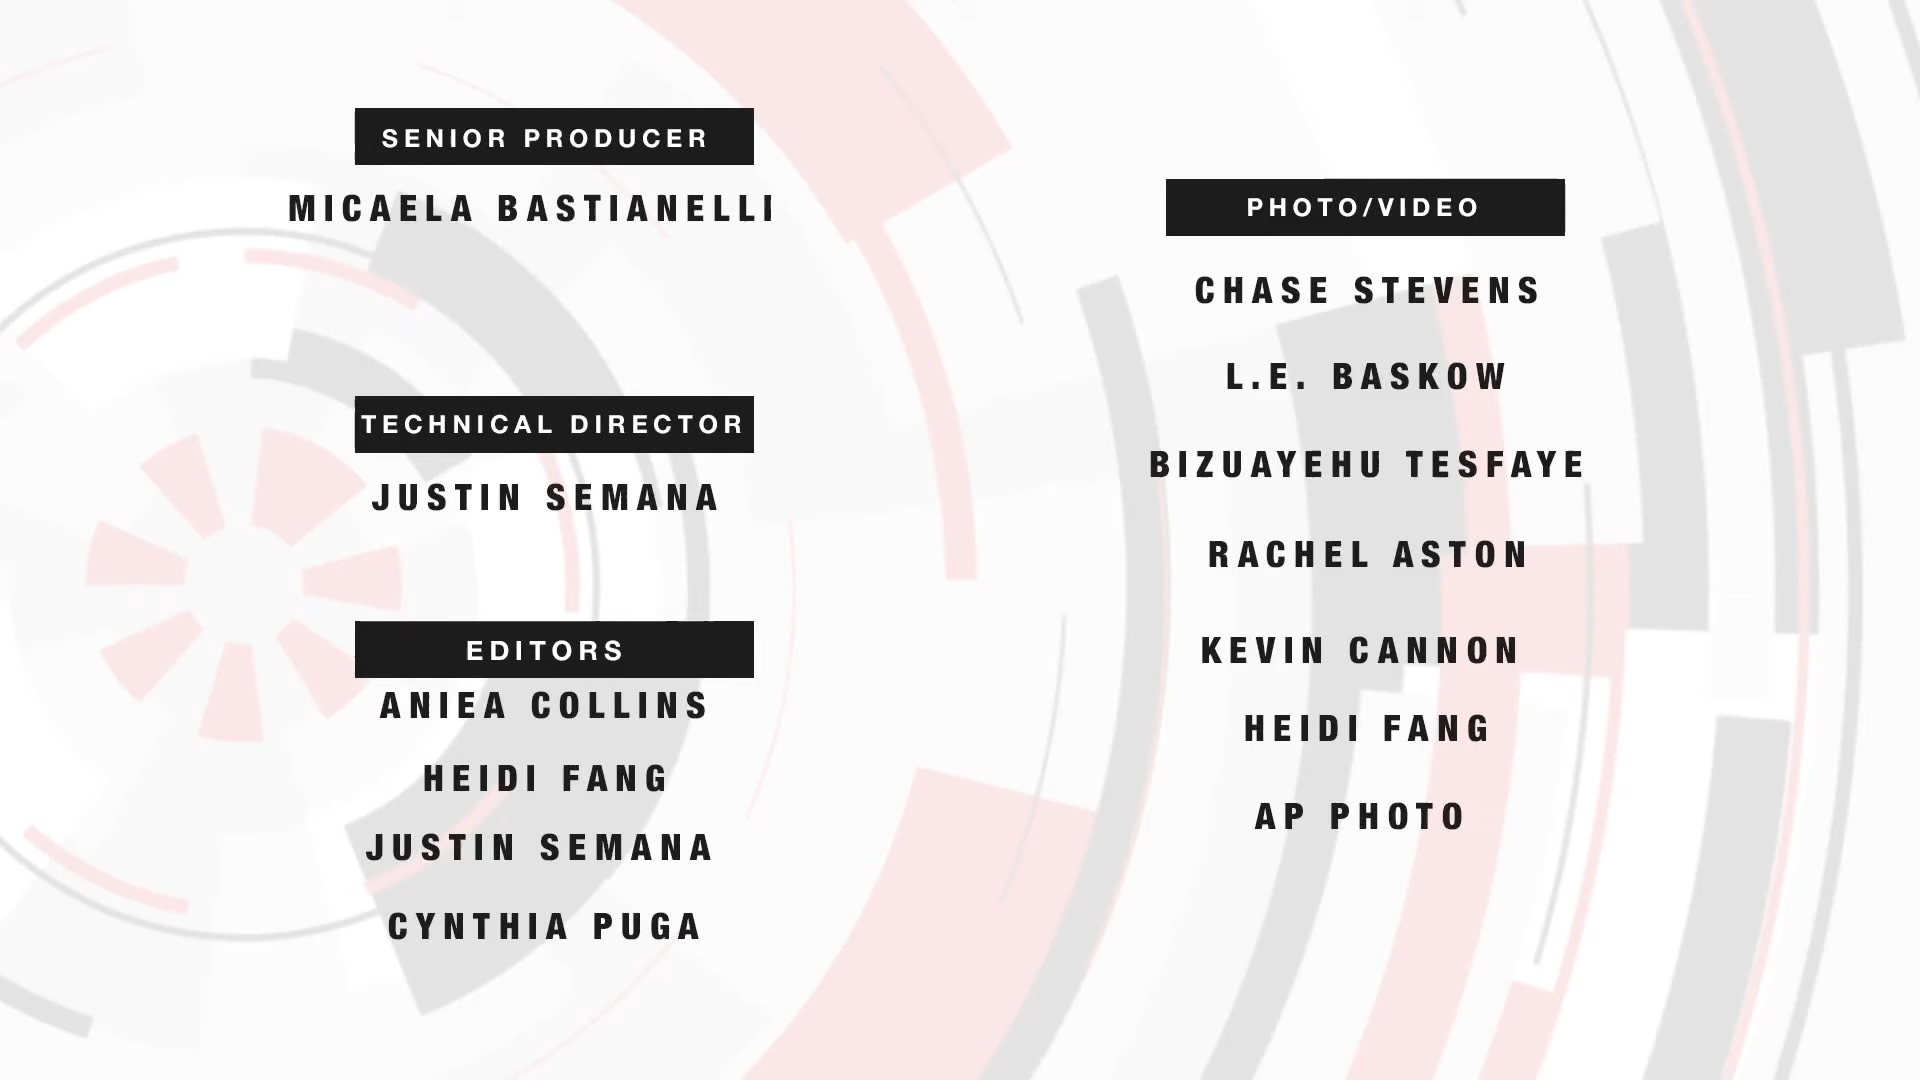 SENIOR PRODUCER
MICAELA BASTIANELLI
TECHNICAL DIRECTOR
JUSTIN SEMANA
EDITORS
ANIEA COLLINS
HEIDI FANG
JUSTIN SEMANA
CYNTHIA PUGA
PHOTO/VIDEO
CHASE STEVENS
L.E. BASKOW
BIZUAYEHU TESFAYE
RACHEL ASTON
KEVIN CANNON
HEIDI FANG
AP PHOTO